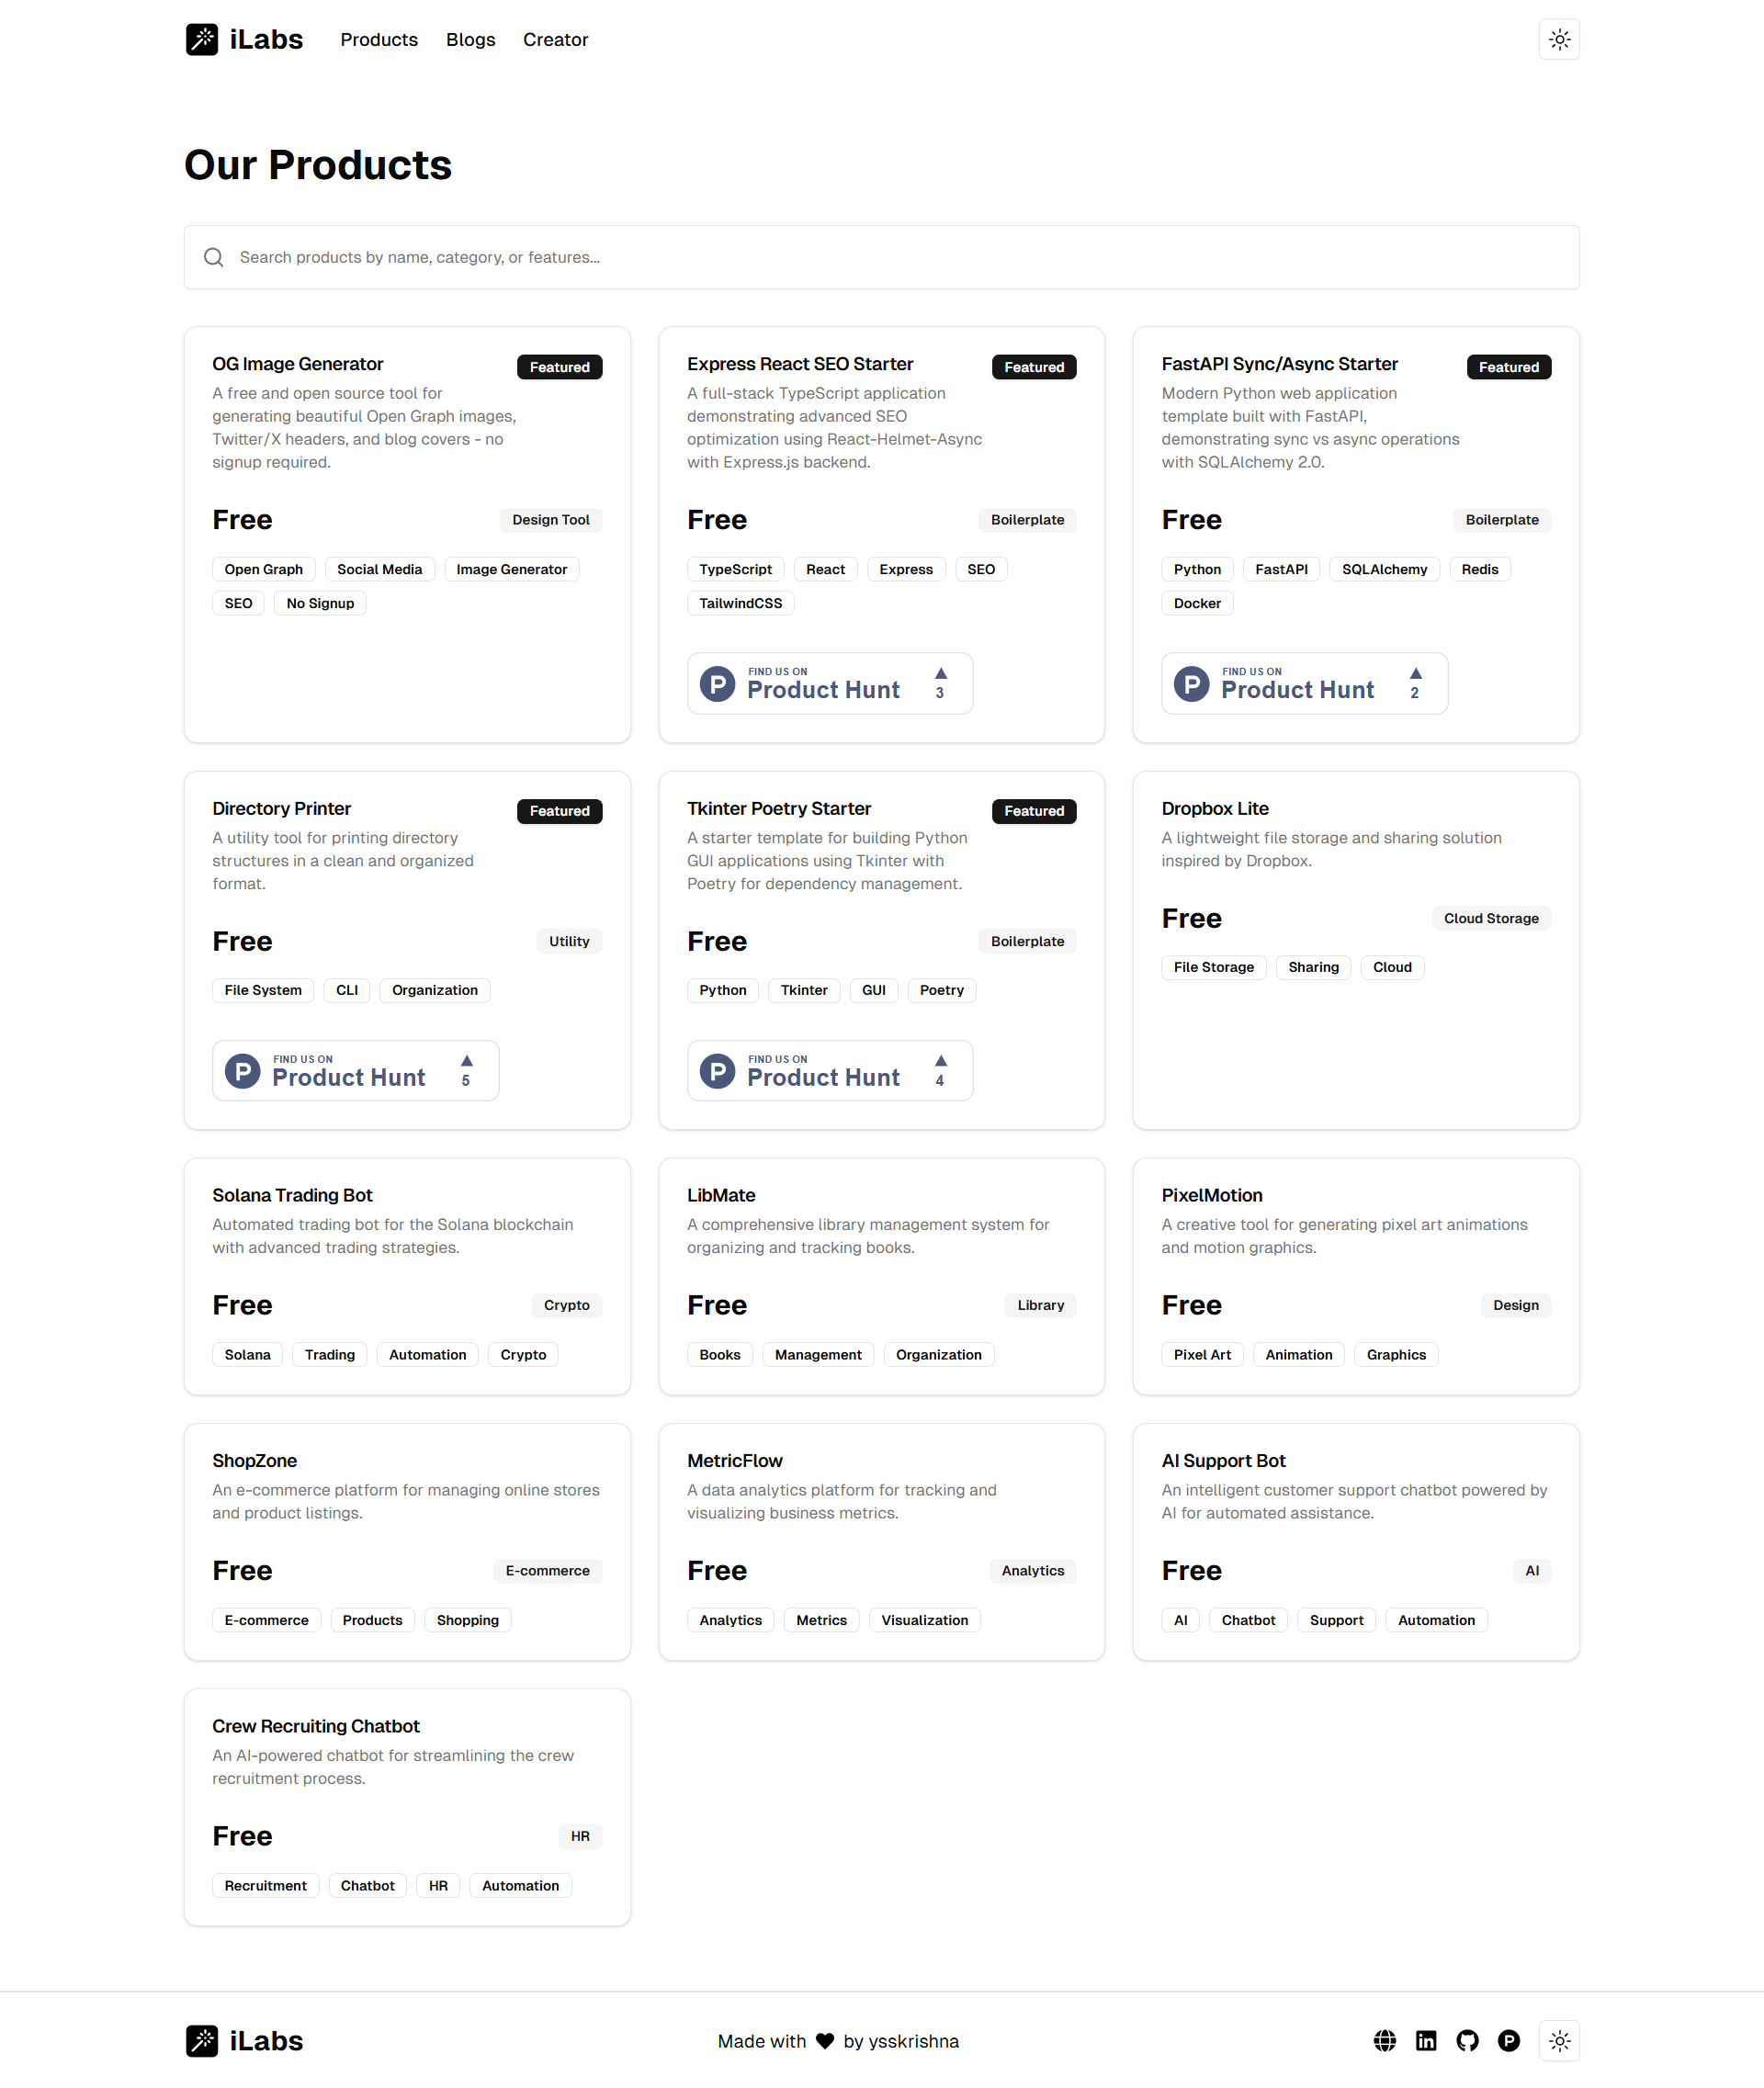 iLabs
Products
Blogs
Creator
Our Products
Search products by name, category, or features...
OG Image Generator
Featured
A free and open source tool for
generating beautiful Open Graph images,
Twitter/X headers, and blog covers - no
signup required.
Free
Design Tool
Open Graph
Social Media
Image Generator
SEO
No Signup
Express React SEO Starter
Featured
A full-stack TypeScript application
demonstrating advanced SEO
optimization using React-Helmet-Async
with Express.js backend.
Free
Boilerplate
TypeScript
React
Express
SEO
TailwindCSS
P
FIND US ON
Product Hunt
3
FastAPI Sync/Async Starter
Featured
Modern Python web application
template built with FastAPI,
demonstrating sync vs async operations
with SQLAlchemy 2.0.
Free
Boilerplate
Python
FastAPI
SQLAlchemy
Redis
Docker
P
FIND US ON
Product Hunt
2
Directory Printer
Featured
A utility tool for printing directory
structures in a clean and organized
format.
Free
Utility
File System
CLI
Organization
P
FIND US ON
Product Hunt
5
Tkinter Poetry Starter
Featured
A starter template for building Python
GUI applications using Tkinter with
Poetry for dependency management.
Free
Boilerplate
Python
Tkinter
GUI
Poetry
P
FIND US ON
Product Hunt
4
Dropbox Lite
A lightweight file storage and sharing solution
inspired by Dropbox.
Free
Cloud Storage
File Storage
Sharing
Cloud
Solana Trading Bot
Automated trading bot for the Solana blockchain
with advanced trading strategies.
Free
Crypto
Solana
Trading
Automation
Crypto
LibMate
A comprehensive library management system for
organizing and tracking books.
Free
Library
Books
Management
Organization
PixelMotion
A creative tool for generating pixel art animations
and motion graphics.
Free
Design
Pixel Art
Animation
Graphics
ShopZone
An e-commerce platform for managing online stores
and product listings.
Free
E-commerce
E-commerce
Products
Shopping
MetricFlow
A data analytics platform for tracking and
visualizing business metrics.
Free
Analytics
Analytics
Metrics
Visualization
AI Support Bot
An intelligent customer support chatbot powered by
AI for automated assistance.
Free
AI
AI
Chatbot
Support
Automation
Crew Recruiting Chatbot
An AI-powered chatbot for streamlining the crew
recruitment process.
Free
HR
Recruitment
Chatbot
HR
Automation
iLabs
Made with ♥ by ysskrishna
in
P